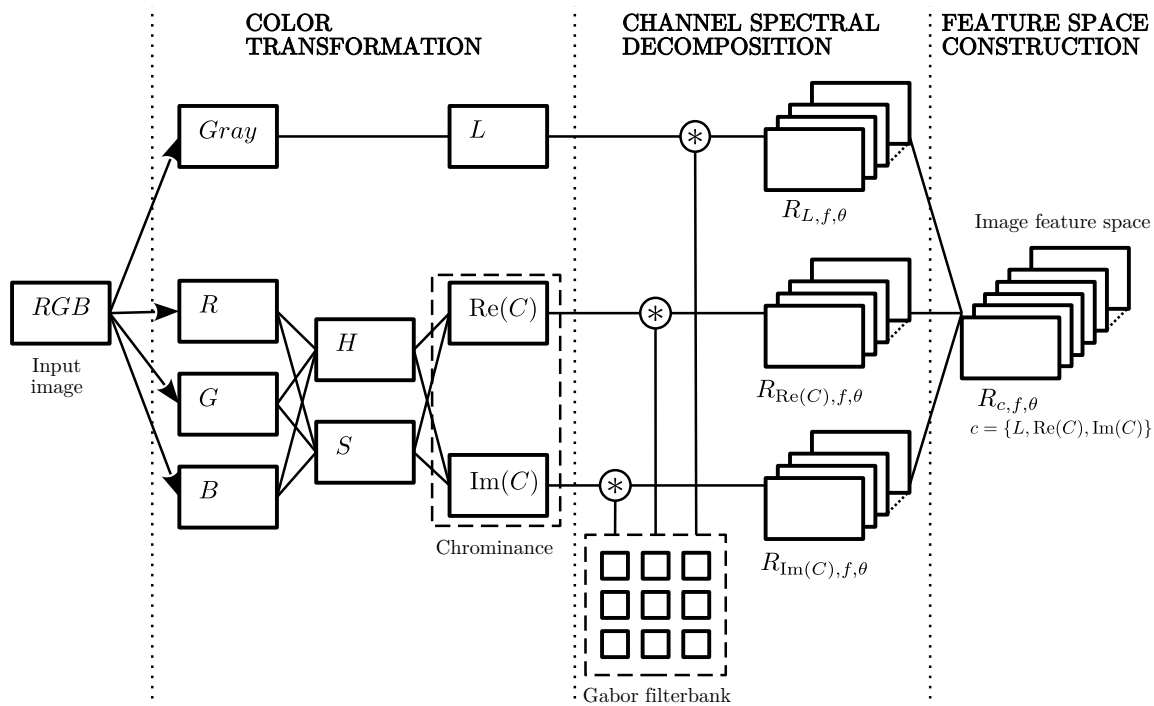 COLOR
TRANSFORMATION
CHANNEL SPECTRAL
DECOMPOSITION
FEATURE SPACE
CONSTRUCTION
Gray
L
*
R_{L,f,θ}
Image feature space
RGB
Input
image
R
G
B
H
S
Re(C)
Im(C)
Chrominance
*
*
R_{Re(C),f,θ}
R_{Im(C),f,θ}
R_{c,f,θ}
c = {L, Re(C), Im(C)}
Gabor filterbank